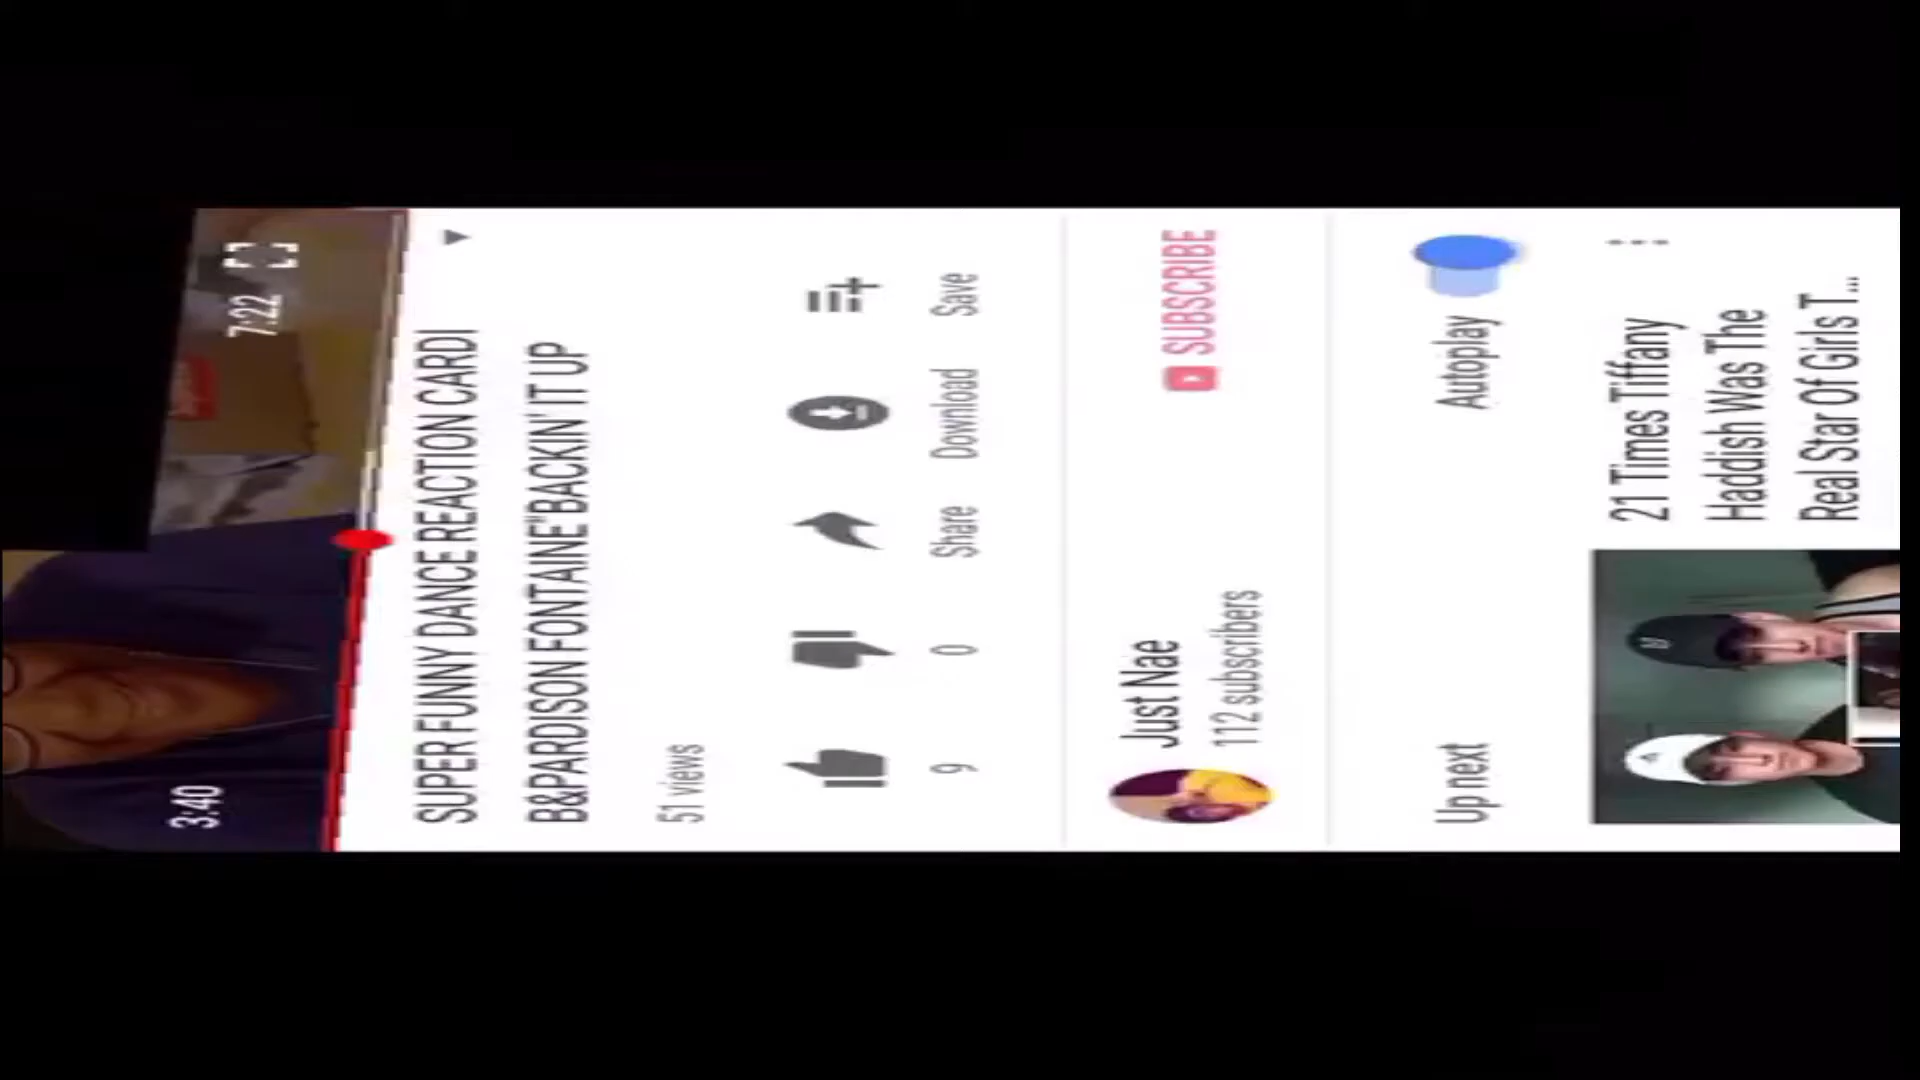 3:40
7:22
SUPER FUNNY DANCE REACTION CARDI
B&PARDISON FONTAINE"BACKIN' IT UP
51 views
9
0
Share
Download
Save
Just Nae
112 subscribers
SUBSCRIBE
Up next
Autoplay
21 Times Tiffany
Haddish Was The
Real Star Of Girls T...